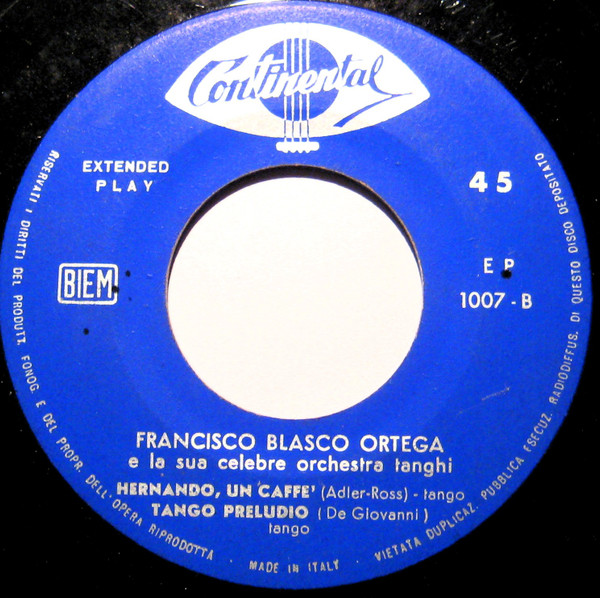 Continental
EXTENDED
PLAY
45
BIEM
EP
1007-B
FRANCISCO BLASCO ORTEGA
e la sua celebre orchestra tanghi
HERNANDO, UN CAFFE' (Adler-Ross) - tango
TANGO PRELUDIO (De Giovanni)
tango
RISERVATI I DIRITTI DEL PRODUTT. FONOG. E DEL PROPR. DELL'OPERA RIPRODOTTA · MADE IN ITALY · VIETATA DUPLICAZ. PUBBLICA ESECUZ. RADIODIFFUS. DI QUESTO DISCO DEPOSITATO